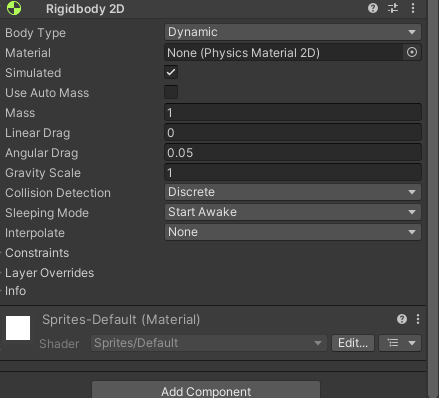 Rigidbody 2D
Body Type Dynamic
Material None (Physics Material 2D)
Simulated
Use Auto Mass
Mass 1
Linear Drag 0
Angular Drag 0.05
Gravity Scale 1
Collision Detection Discrete
Sleeping Mode Start Awake
Interpolate None
Constraints
Layer Overrides
Info
Sprites-Default (Material)
Shader Sprites/Default Edit...
Add Component